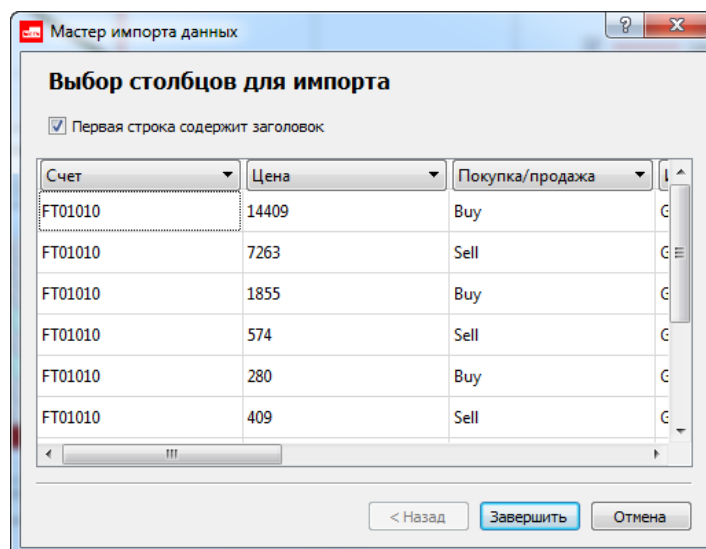 Мастер импорта данных
Выбор столбцов для импорта
Первая строка содержит заголовок
Счет Цена Покупка/продажа
FT01010 14409 Buy
FT01010 7263 Sell
FT01010 1855 Buy
FT01010 574 Sell
FT01010 280 Buy
FT01010 409 Sell
< Назад Завершить Отмена